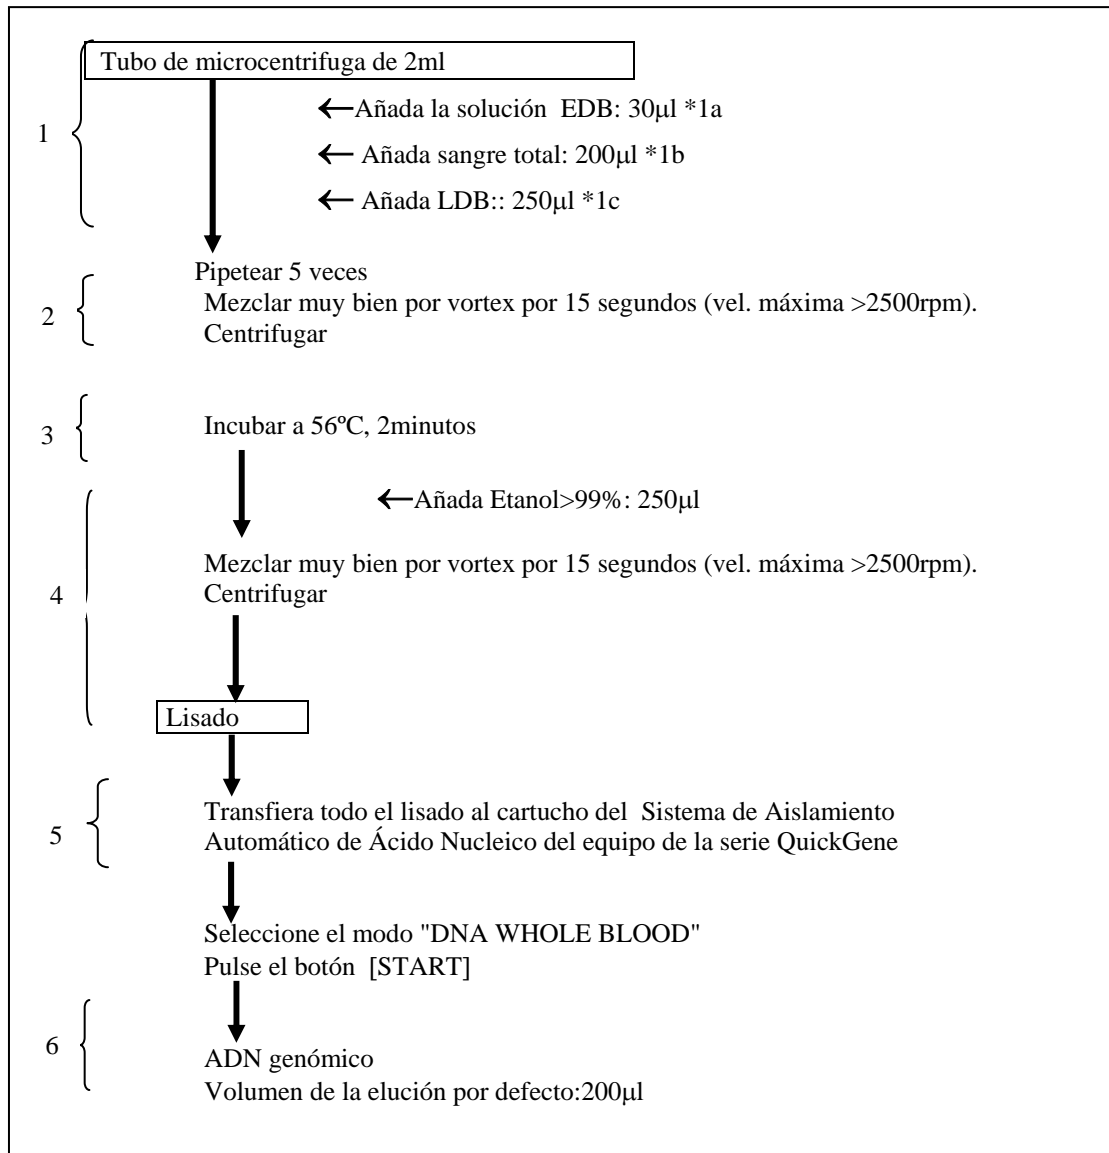 Tubo de microcentrifuga de 2ml
←Añada la solución EDB: 30µl *1a
1
← Añada sangre total: 200µl *1b
← Añada LDB:: 250µl *1c
Pipetear 5 veces
Mezclar muy bien por vortex por 15 segundos (vel. máxima >2500rpm).
2
Centrifugar
3
Incubar a 56ºC, 2minutos
←Añada Etanol>99%: 250µl
Mezclar muy bien por vortex por 15 segundos (vel. máxima >2500rpm).
4
Centrifugar
Lisado
Transfiera todo el lisado al cartucho del Sistema de Aislamiento
5
Automático de Ácido Nucleico del equipo de la serie QuickGene
Seleccione el modo "DNA WHOLE BLOOD"
Pulse el botón [START]
6
ADN genómico
Volumen de la elución por defecto:200µl